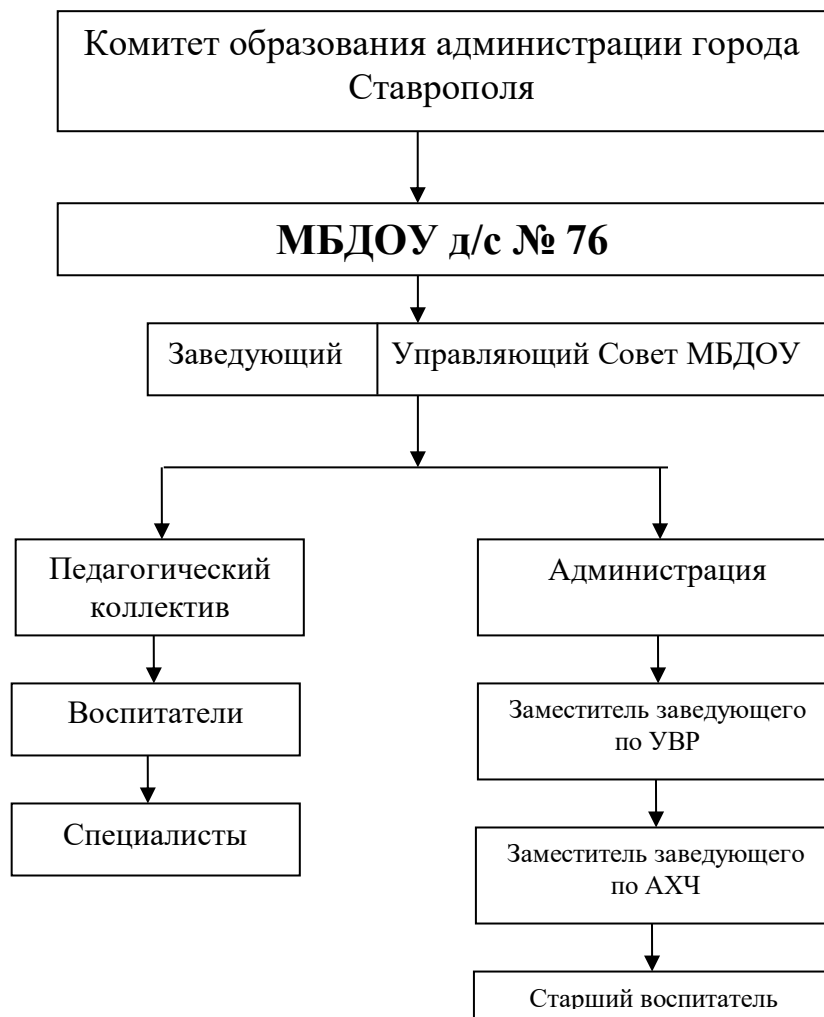 Комитет образования администрации города
Ставрополя
МБДОУ д/с № 76
Заведующий
Управляющий Совет МБДОУ
Педагогический
коллектив
Воспитатели
Специалисты
Администрация
Заместитель заведующего
по УВР
Заместитель заведующего
по АХЧ
Старший воспитатель